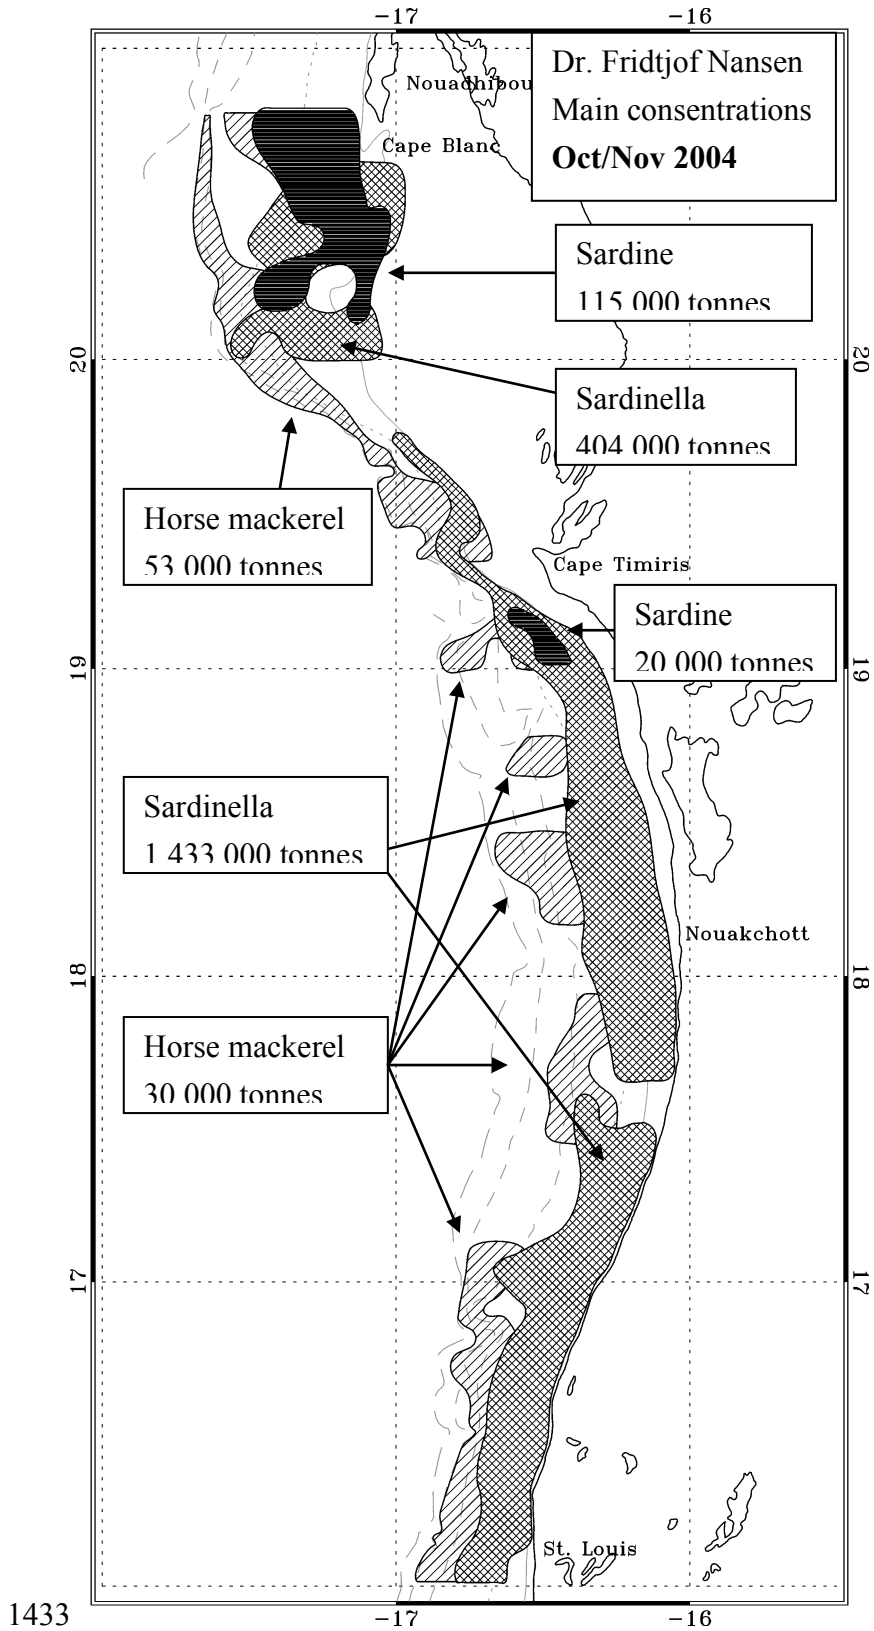 -17 -16
Nouadhibou
Dr. Fridtjof Nansen
Main consentrations
Oct/Nov 2004
Cape Blanc
Sardine
115 000 tonnes
20 20
Sardinella
404 000 tonnes
Horse mackerel
53 000 tonnes
Cape Timiris
Sardine
20 000 tonnes
19 19
Sardinella
1 433 000 tonnes
Nouakchott
18 18
Horse mackerel
30 000 tonnes
17 17
St. Louis
1433
-17 -16